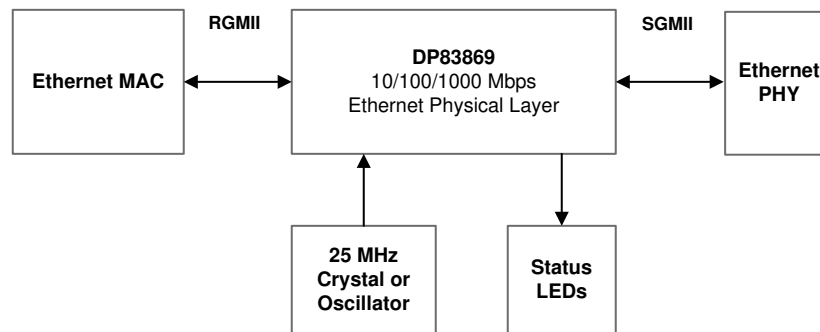 RGMII
SGMII
Ethernet MAC
DP83869
10/100/1000 Mbps
Ethernet Physical Layer
Ethernet
PHY
25 MHz
Crystal or
Oscillator
Status
LEDs